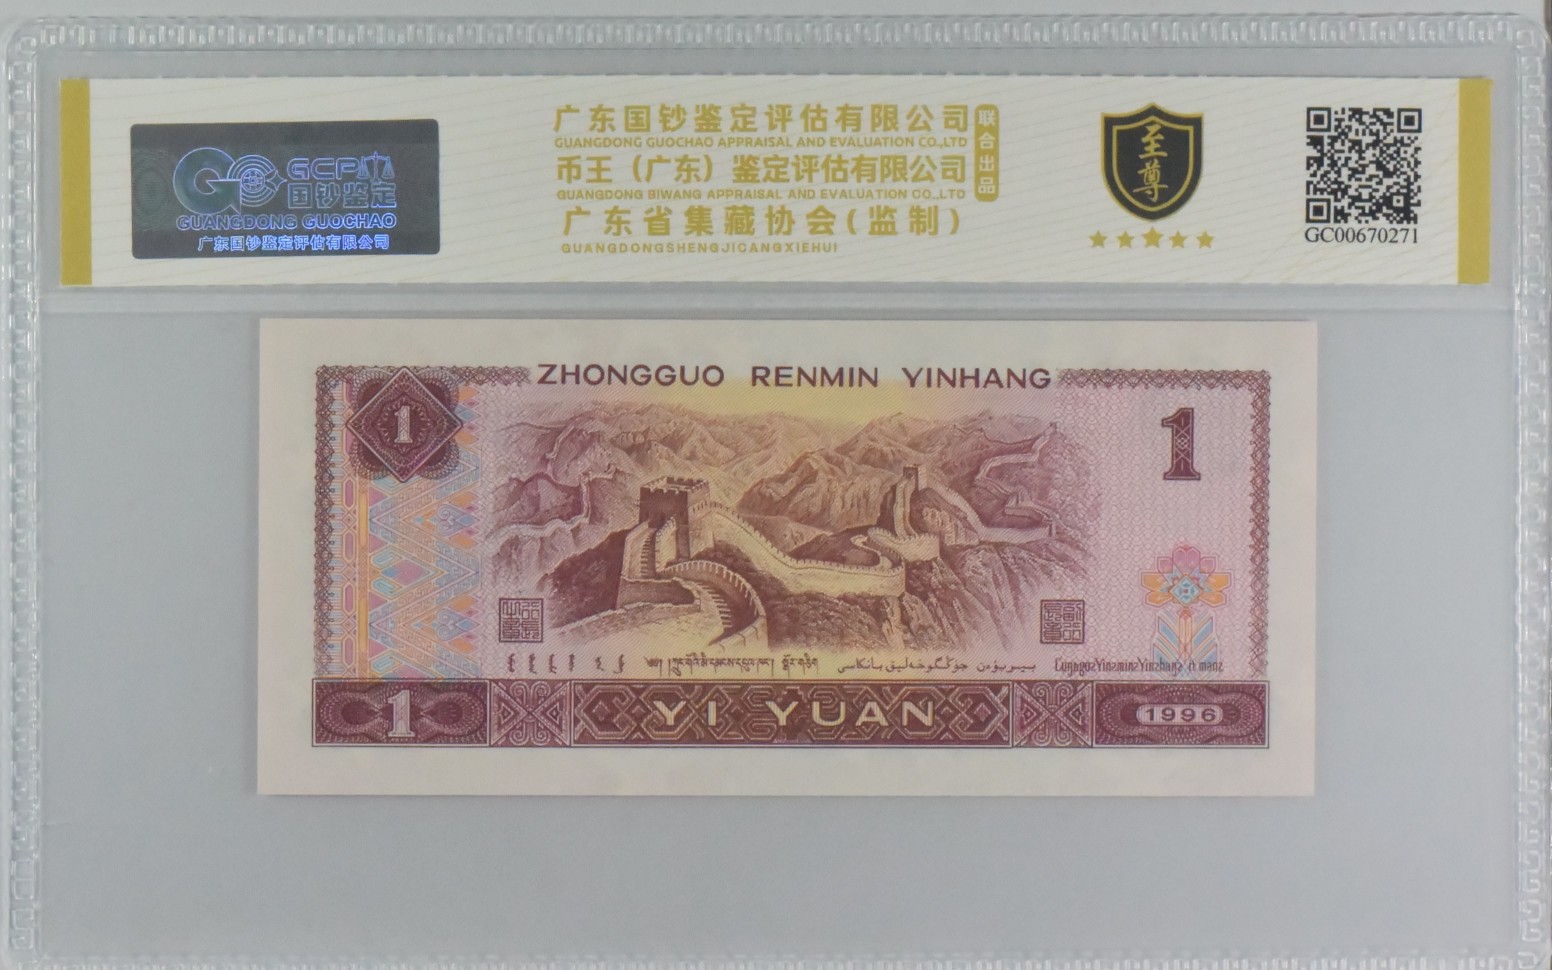 GCP
国钞鉴定
GUANGDONG GUOCHAO
广东国钞鉴定评估有限公司
广东国钞鉴定评估有限公司
GUANGDONG GUOCHAO APPRAISAL AND EVALUATION CO.,LTD
币王（广东）鉴定评估有限公司
GUANGDONG BIWANG APPRAISAL AND EVALUATION CO.,LTD
联合出品
广东省集藏协会(监制)
GUANGDONGSHENGJICANGXIEHUI
至尊
GC00670271
ZHONGGUO RENMIN YINHANG
1
1
1
YI YUAN
1996